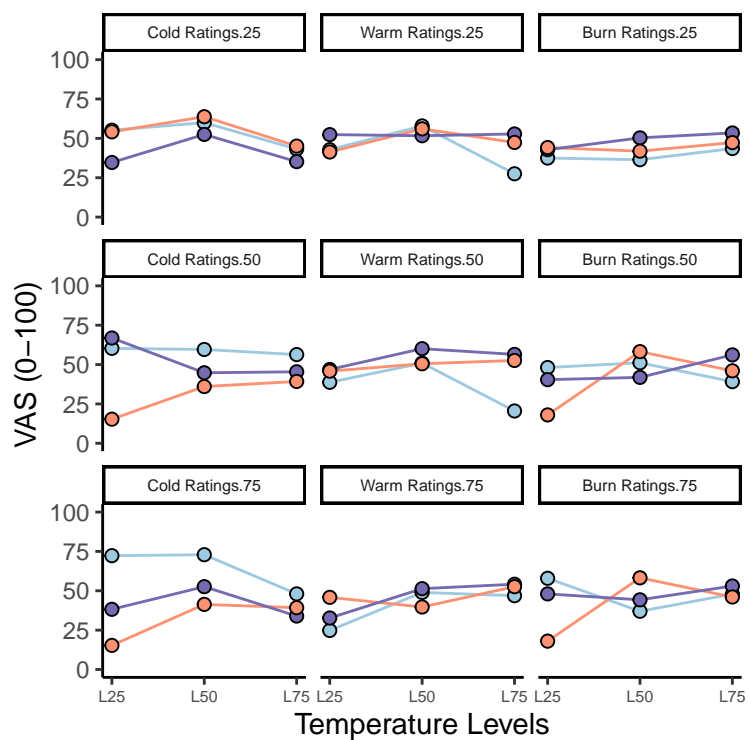 Cold Ratings.25 Warm Ratings.25 Burn Ratings.25
100
75
50
25
0
Cold Ratings.50 Warm Ratings.50 Burn Ratings.50
100
75
50
25
0
Cold Ratings.75 Warm Ratings.75 Burn Ratings.75
100
75
50
25
0
VAS (0−100)
L25 L50 L75 L25 L50 L75 L25 L50 L75
Temperature Levels